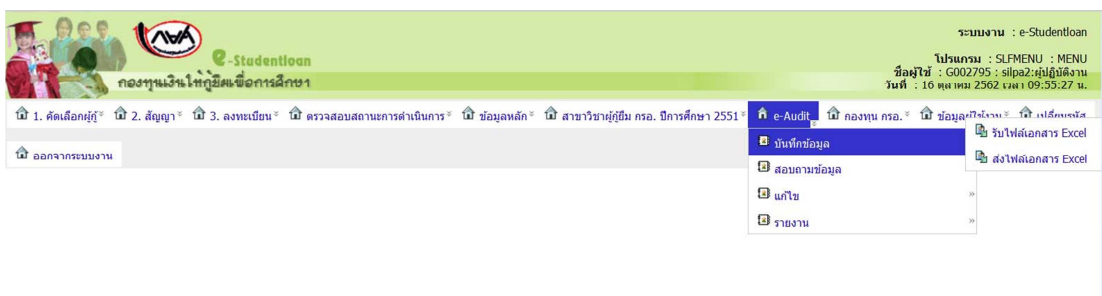 ระบบงาน : e-Studentloan
กยศ
e-Studentloan
โปรแกรม : SLFMENU : MENU
กองทุนเงินให้กู้ยืมเพื่อการศึกษา
ชื่อผู้ใช้ : G002795 : silpa2:ผู้ปฏิบัติงาน
วันที่ : 16 ตุลาคม 2562 เวลา 09:55:27 น.
1. คัดเลือกผู้กู้ 2. สัญญา 3. ลงทะเบียน ตรวจสอบสถานะการดำเนินการ ข้อมูลหลัก สาขาวิชาผู้กู้ยืม กรอ. ปีการศึกษา 2551 e-Audit กองทุน กรอ. ข้อมูลผู้ใช้งาน เปลี่ยนรหัส
รับไฟล์เอกสาร Excel
บันทึกข้อมูล
ออกจากระบบงาน
ส่งไฟล์เอกสาร Excel
สอบถามข้อมูล
แก้ไข »
รายงาน »